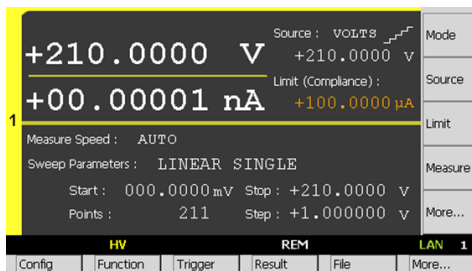 Source : VOLTS
+210.0000 V
+210.0000 V
Limit (Compliance) :
+00.00001 nA
+100.0000 µA
1
Measure Speed : AUTO
Sweep Parameters : LINEAR SINGLE
Start : 000.0000 mV Stop : +210.0000 V
Points : 211 Step : +1.000000 V
Mode
Source
Limit
Measure
More...
HV REM LAN 1
Config Function Trigger Result File More...